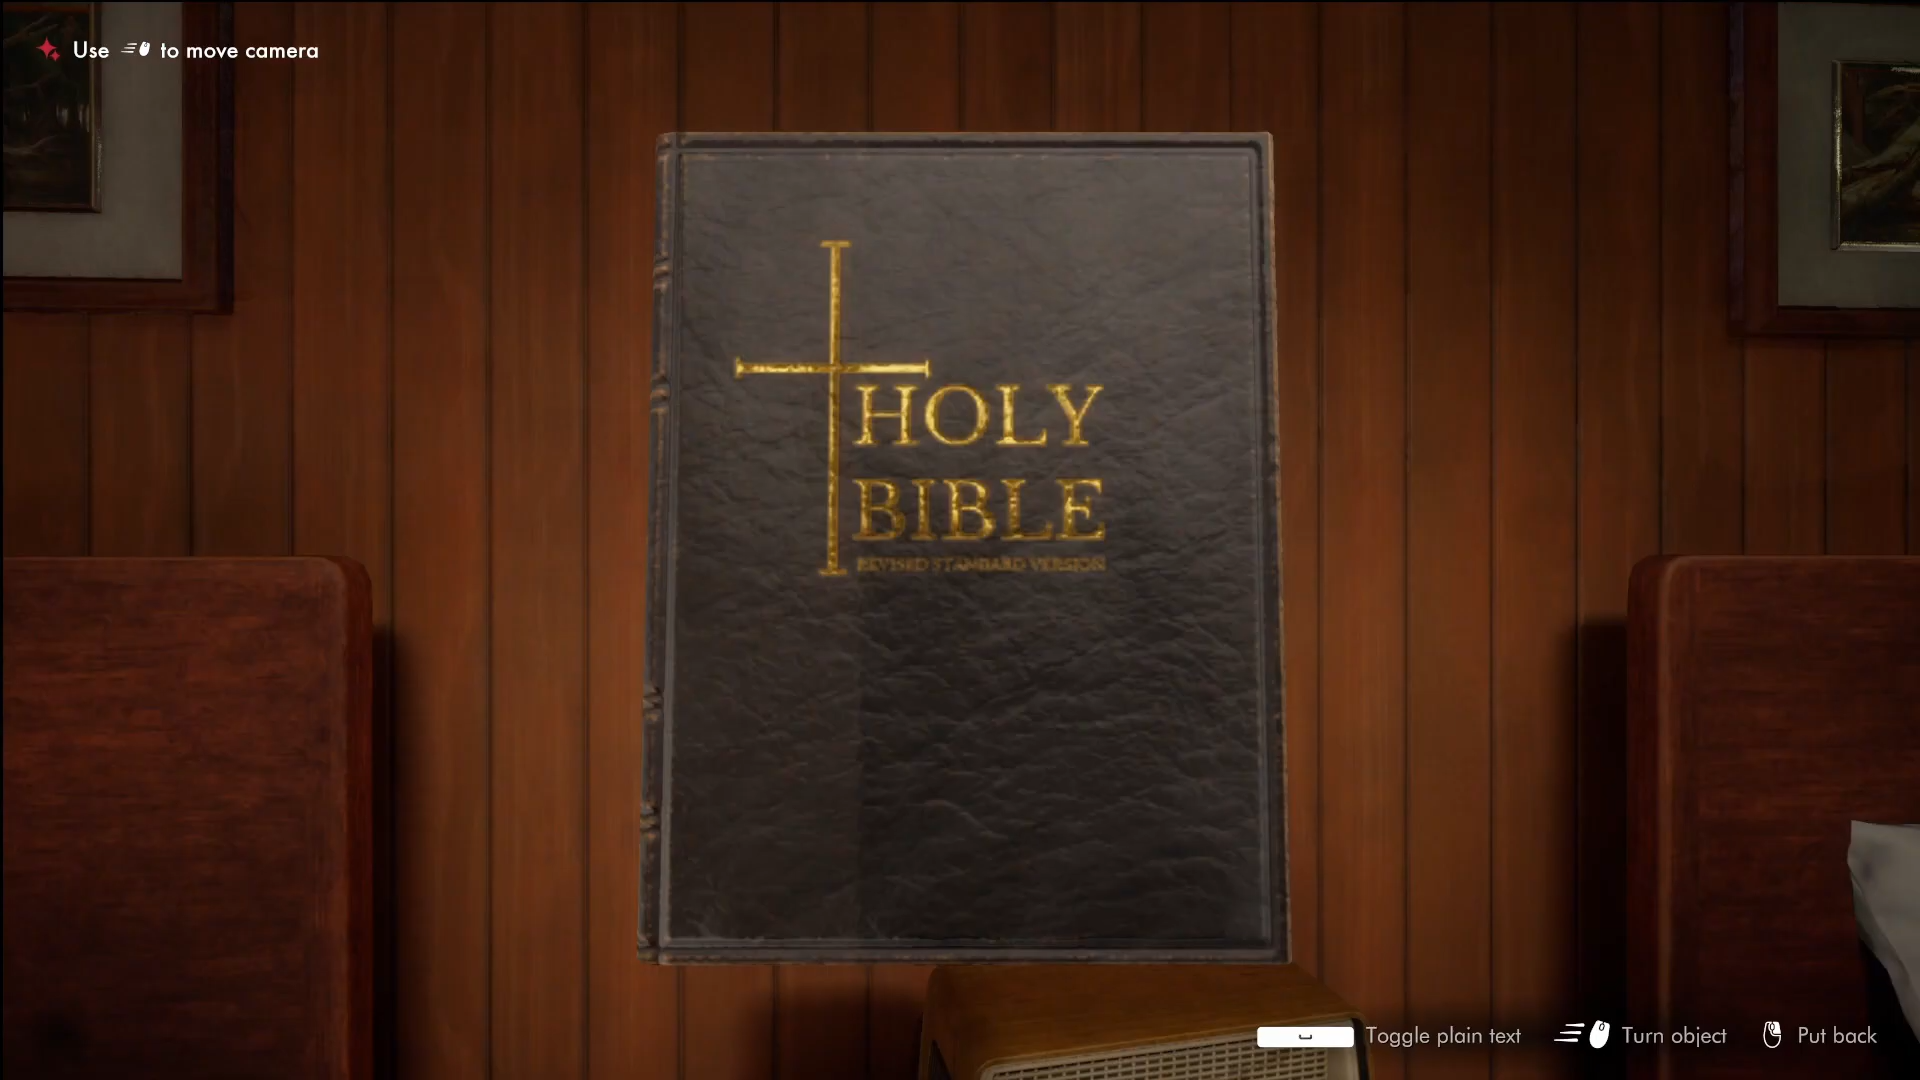 Use to move camera
HOLY
BIBLE
REVISED STANDARD VERSION
Toggle plain text
Turn object
Put back